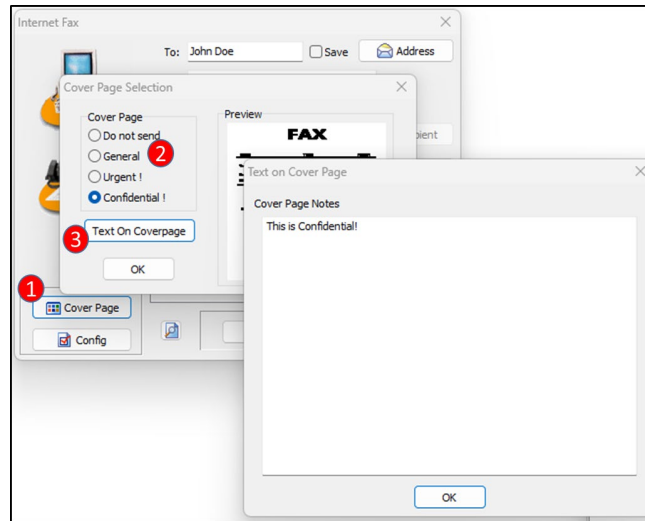 Internet Fax
To: John Doe Save Address
Cover Page Selection
Cover Page
Do not send
General
Urgent !
Confidential !
2
3
Text On Coverpage
OK
Preview
FAX
1
Cover Page
Config
Text on Cover Page
Cover Page Notes
This is Confidential!
OK